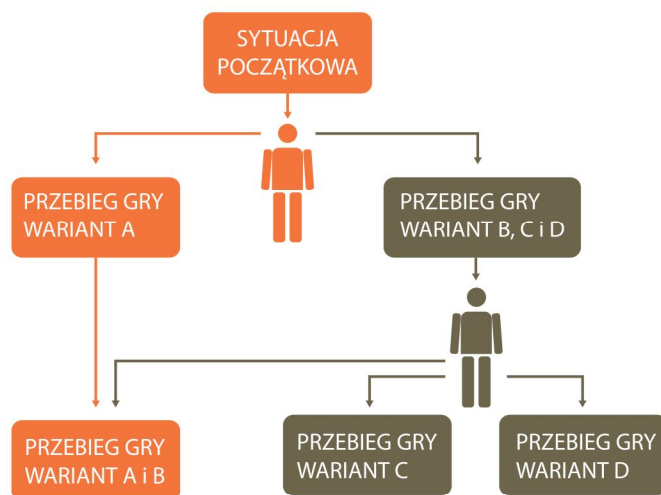 SYTUACJA
POCZĄTKOWA
PRZEBIEG GRY
WARIANT A
PRZEBIEG GRY
WARIANT B, C i D
PRZEBIEG GRY
WARIANT A i B
PRZEBIEG GRY
WARIANT C
PRZEBIEG GRY
WARIANT D